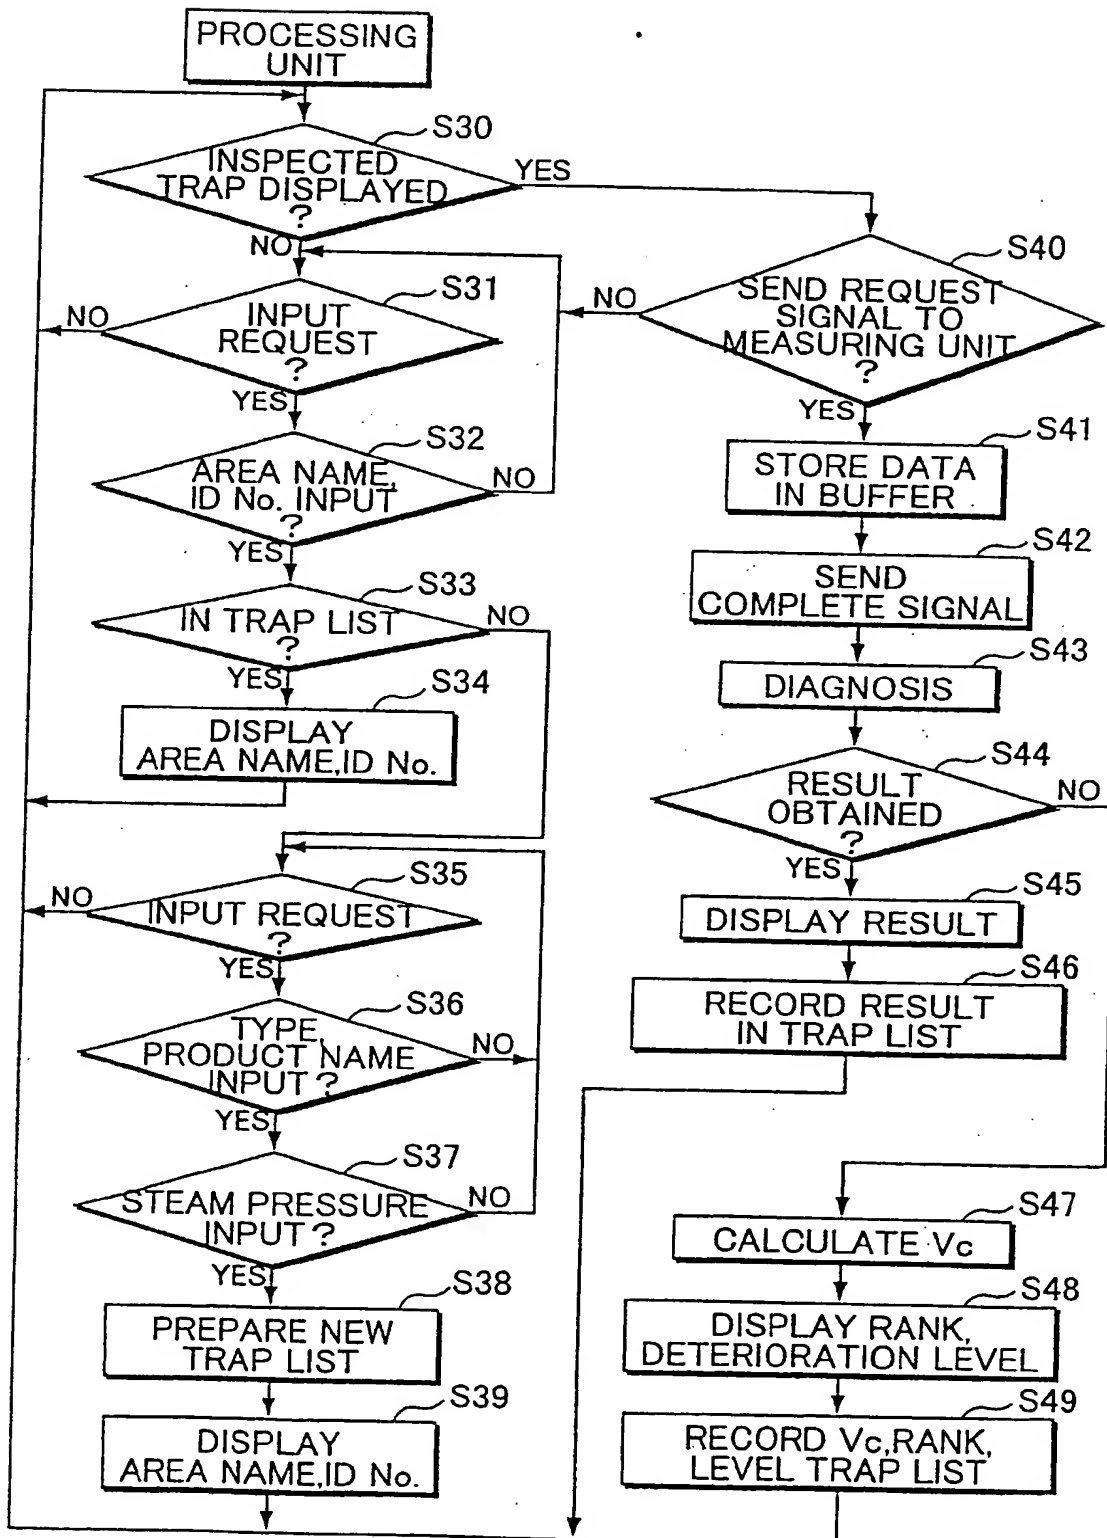 PROCESSING
UNIT
S30
INSPECTED
TRAP DISPLAYED
?
YES
NO
S31
INPUT
REQUEST
?
NO
YES
S32
AREA NAME,
ID No. INPUT
?
NO
YES
S33
IN TRAP LIST
?
NO
YES
S34
DISPLAY
AREA NAME,ID No.
S35
INPUT REQUEST
?
NO
YES
S36
TYPE,
PRODUCT NAME
INPUT ?
NO
YES
S37
STEAM PRESSURE
INPUT ?
NO
YES
S38
PREPARE NEW
TRAP LIST
S39
DISPLAY
AREA NAME,ID No.
S40
SEND REQUEST
SIGNAL TO
MEASURING UNIT
?
NO
YES
S41
STORE DATA
IN BUFFER
S42
SEND
COMPLETE SIGNAL
S43
DIAGNOSIS
S44
RESULT
OBTAINED
?
NO
YES
S45
DISPLAY RESULT
S46
RECORD RESULT
IN TRAP LIST
S47
CALCULATE Vc
S48
DISPLAY RANK,
DETERIORATION LEVEL
S49
RECORD Vc,RANK,
LEVEL TRAP LIST